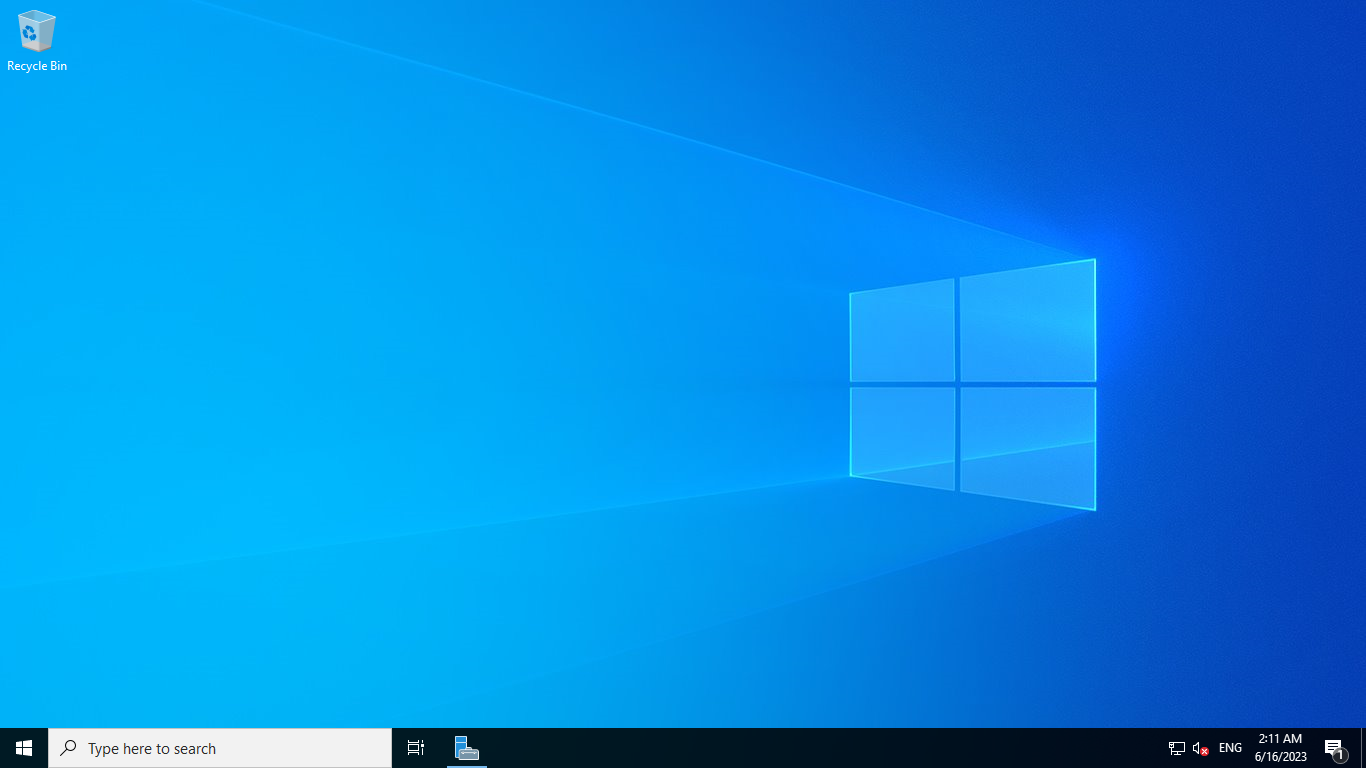 Recycle Bin
Type here to search
ENG
2:11 AM
6/16/2023
1